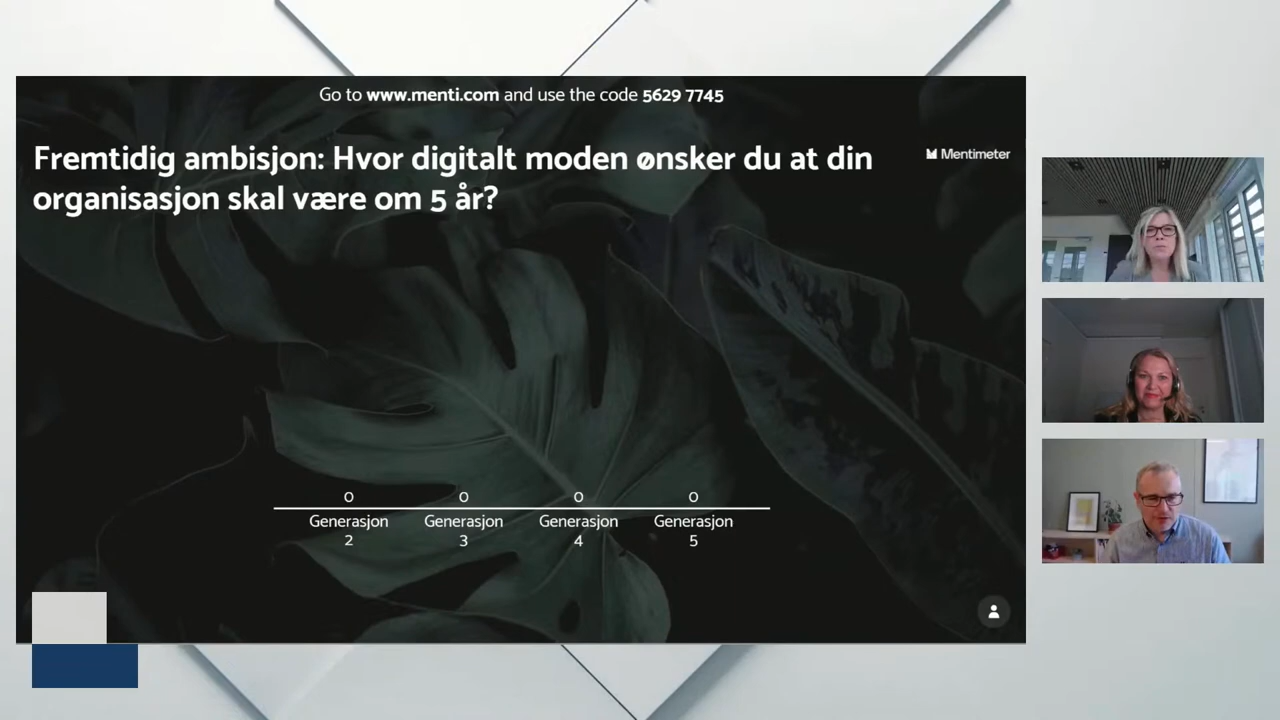 Go to www.menti.com and use the code 5629 7745
Fremtidig ambisjon: Hvor digitalt moden ønsker du at din
organisasjon skal være om 5 år?
Mentimeter
0 0 0 0
Generasjon Generasjon Generasjon Generasjon
2 3 4 5